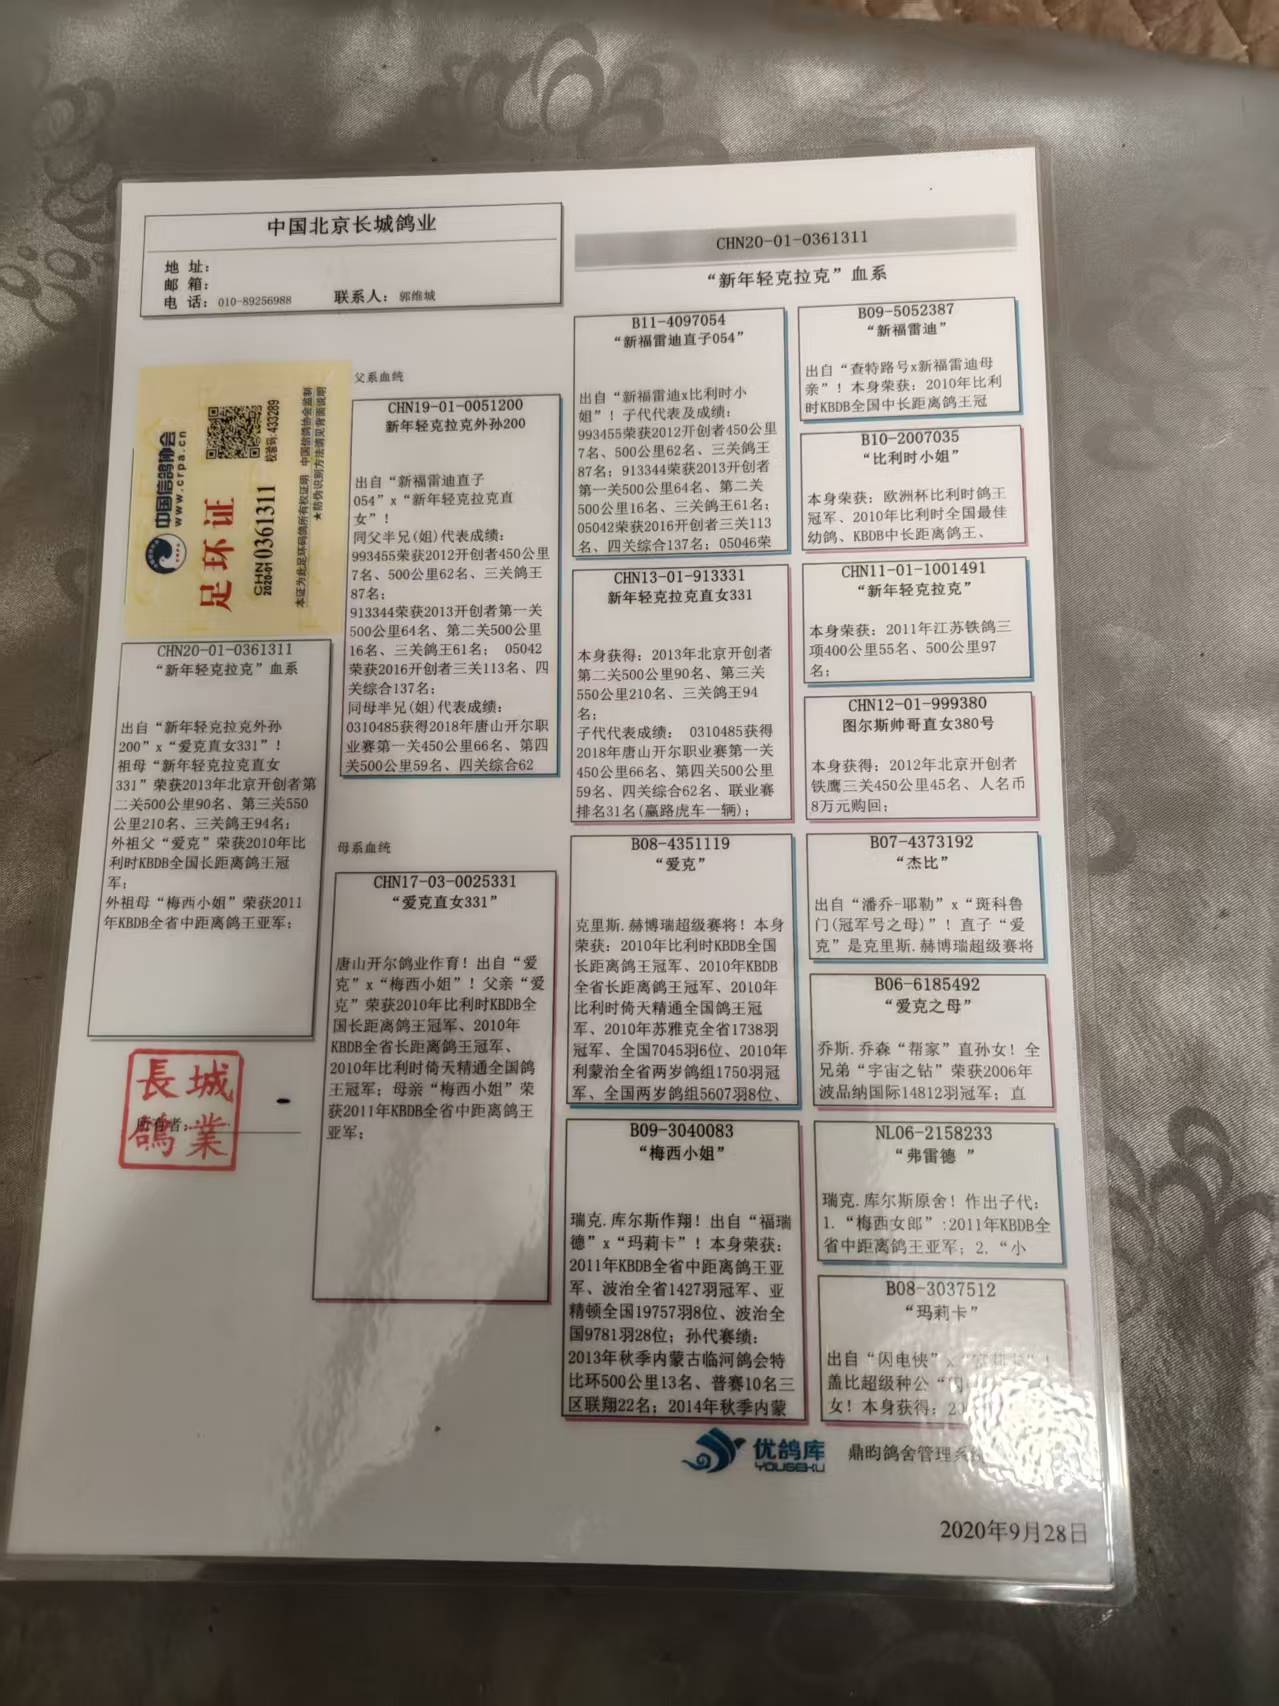 中国北京长城鸽业
地 址：
邮 箱：
电 话：010-89256988 联系人：郭维城
CHN20-01-0361311
“新年轻克拉克”血系
中国信鸽协会
www.crpa.cn
足环证
CHN
2020-01 0361311
校验码:433289
本证为此足环码鸽所有权证明 中国信鸽协会监制
★防伪识别方法请见背面说明
CHN20-01-0361311
“新年轻克拉克”血系
出自“新年轻克拉克外孙
200”x“爱克直女331”！
祖母“新年轻克拉克直女
331”荣获2013年北京开创者第
二关500公里90名、第三关550
公里210名、三关鸽王94名；
外祖父“爱克”荣获2010年比
利时KBDB全国长距离鸽王冠
军；
外祖母“梅西小姐”荣获2011
年KBDB全省中距离鸽王亚军；
長城
鸽業
所有者：
父系血统
CHN19-01-0051200
新年轻克拉克外孙200
出自“新福雷迪直子
054”x“新年轻克拉克直
女”！
同父半兄(姐)代表成绩：
993455荣获2012开创者450公里
7名、500公里62名、三关鸽王
87名；
913344荣获2013开创者第一关
500公里64名、第二关500公里
16名、三关鸽王61名； 05042
荣获2016开创者三关113名、四
关综合137名；
同母半兄(姐)代表成绩：
0310485获得2018年唐山开尔职
业赛第一关450公里66名、第四
关500公里59名、四关综合62
母系血统
CHN17-03-0025331
“爱克直女331”
唐山开尔鸽业作育！出自“爱
克”x“梅西小姐”！父亲“爱
克”荣获2010年比利时KBDB全
国长距离鸽王冠军、2010年
KBDB全省长距离鸽王冠军、
2010年比利时倚天精通全国鸽
王冠军；母亲“梅西小姐”荣
获2011年KBDB全省中距离鸽王
亚军；
B11-4097054
“新福雷迪直子054”
出自“新福雷迪x比利时小
姐”！子代代表及成绩：
993455荣获2012开创者450公里
7名、500公里62名、三关鸽王
87名；913344荣获2013开创者
第一关500公里64名、第二关
500公里16名、三关鸽王61名；
05042荣获2016开创者三关113
名、四关综合137名；05046荣
CHN13-01-913331
新年轻克拉克直女331
本身获得：2013年北京开创者
第二关500公里90名、第三关
550公里210名、三关鸽王94
名；
子代代表成绩： 0310485获得
2018年唐山开尔职业赛第一关
450公里66名、第四关500公里
59名、四关综合62名、联业赛
排名31名(赢路虎车一辆)；
B08-4351119
“爱克”
克里斯.赫博瑞超级赛将！本身
荣获：2010年比利时KBDB全国
长距离鸽王冠军、2010年KBDB
全省长距离鸽王冠军、2010年
比利时倚天精通全国鸽王冠
军、2010年苏雅克全省1738羽
冠军、全国7045羽6位、2010年
利蒙治全省两岁鸽组1750羽冠
军、全国两岁鸽组5607羽8位、
B09-3040083
“梅西小姐”
瑞克.库尔斯作翔！出自“福瑞
德”x“玛莉卡”！本身荣获：
2011年KBDB全省中距离鸽王亚
军、波治全省1427羽冠军、亚
精顿全国19757羽8位、波治全
国9781羽28位；孙代赛绩：
2013年秋季内蒙古临河鸽会特
比环500公里13名、普赛10名三
区联翔22名；2014年秋季内蒙
B09-5052387
“新福雷迪”
出自“查特路号x新福雷迪母
亲”！本身荣获：2010年比利
时KBDB全国中长距离鸽王冠
B10-2007035
“比利时小姐”
本身荣获：欧洲杯比利时鸽王
冠军、2010年比利时全国最佳
幼鸽、KBDB中长距离鸽王、
CHN11-01-1001491
“新年轻克拉克”
本身荣获：2011年江苏铁鸽三
项400公里55名、500公里97
名；
CHN12-01-999380
图尔斯帅哥直女380号
本身获得：2012年北京开创者
铁鹰三关450公里45名、人名币
8万元购回；
B07-4373192
“杰比”
出自“潘乔-耶勒”x“斑科鲁
门(冠军号之母)”！直子“爱
克”是克里斯.赫博瑞超级赛将
B06-6185492
“爱克之母”
乔斯.乔森“帮家”直孙女！全
兄弟“宇宙之钻”荣获2006年
波品纳国际14812羽冠军；直
NL06-2158233
“弗雷德 ”
瑞克.库尔斯原舍！作出子代：
1.“梅西女郎”:2011年KBDB全
省中距离鸽王亚军；2.“小
B08-3037512
“玛莉卡”
出自“闪电侠”x
盖比超级种公“
女！本身获得：20
优鸽库
YOUGEKU
鼎昀鸽舍管理系统
2020年9月28日